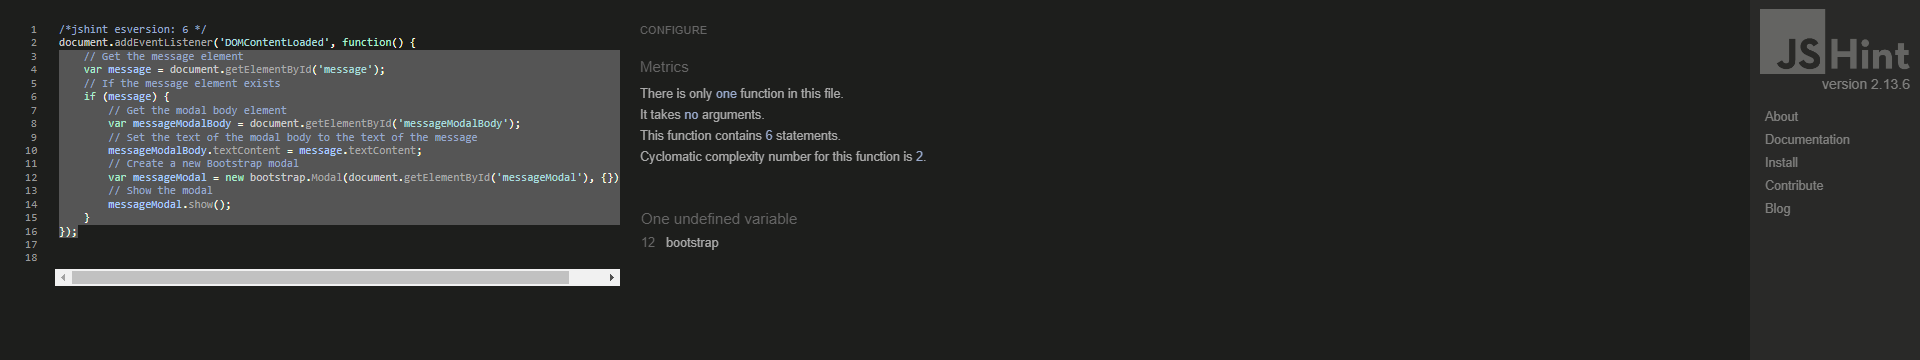 1 /*jshint esversion: 6 */
2 document.addEventListener('DOMContentLoaded', function() {
3 // Get the message element
4 var message = document.getElementById('message');
5 // If the message element exists
6 if (message) {
7 // Get the modal body element
8 var messageModalBody = document.getElementById('messageModalBody');
9 // Set the text of the modal body to the text of the message
10 messageModalBody.textContent = message.textContent;
11 // Create a new Bootstrap modal
12 var messageModal = new bootstrap.Modal(document.getElementById('messageModal'), {})
13 // Show the modal
14 messageModal.show();
15 }
16 });
17
18
CONFIGURE
Metrics
There is only one function in this file.
It takes no arguments.
This function contains 6 statements.
Cyclomatic complexity number for this function is 2.
One undefined variable
12 bootstrap
JSHint
version 2.13.6
About
Documentation
Install
Contribute
Blog